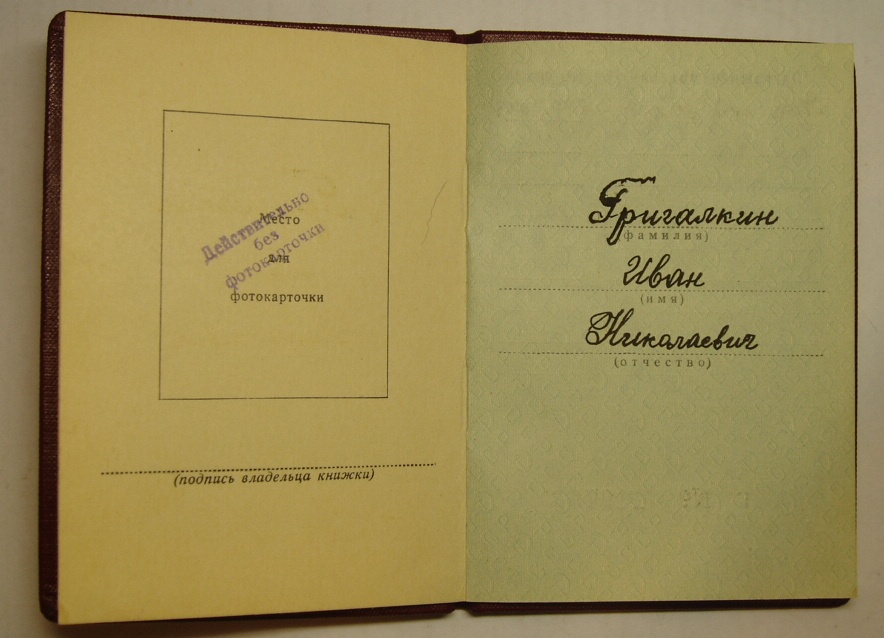 Место
для
фотокарточки
Действительно
без
фотокарточки
(подпись владельца книжки)
Григалкин
(фамилия)
Иван
(имя)
Николаевич
(отчество)